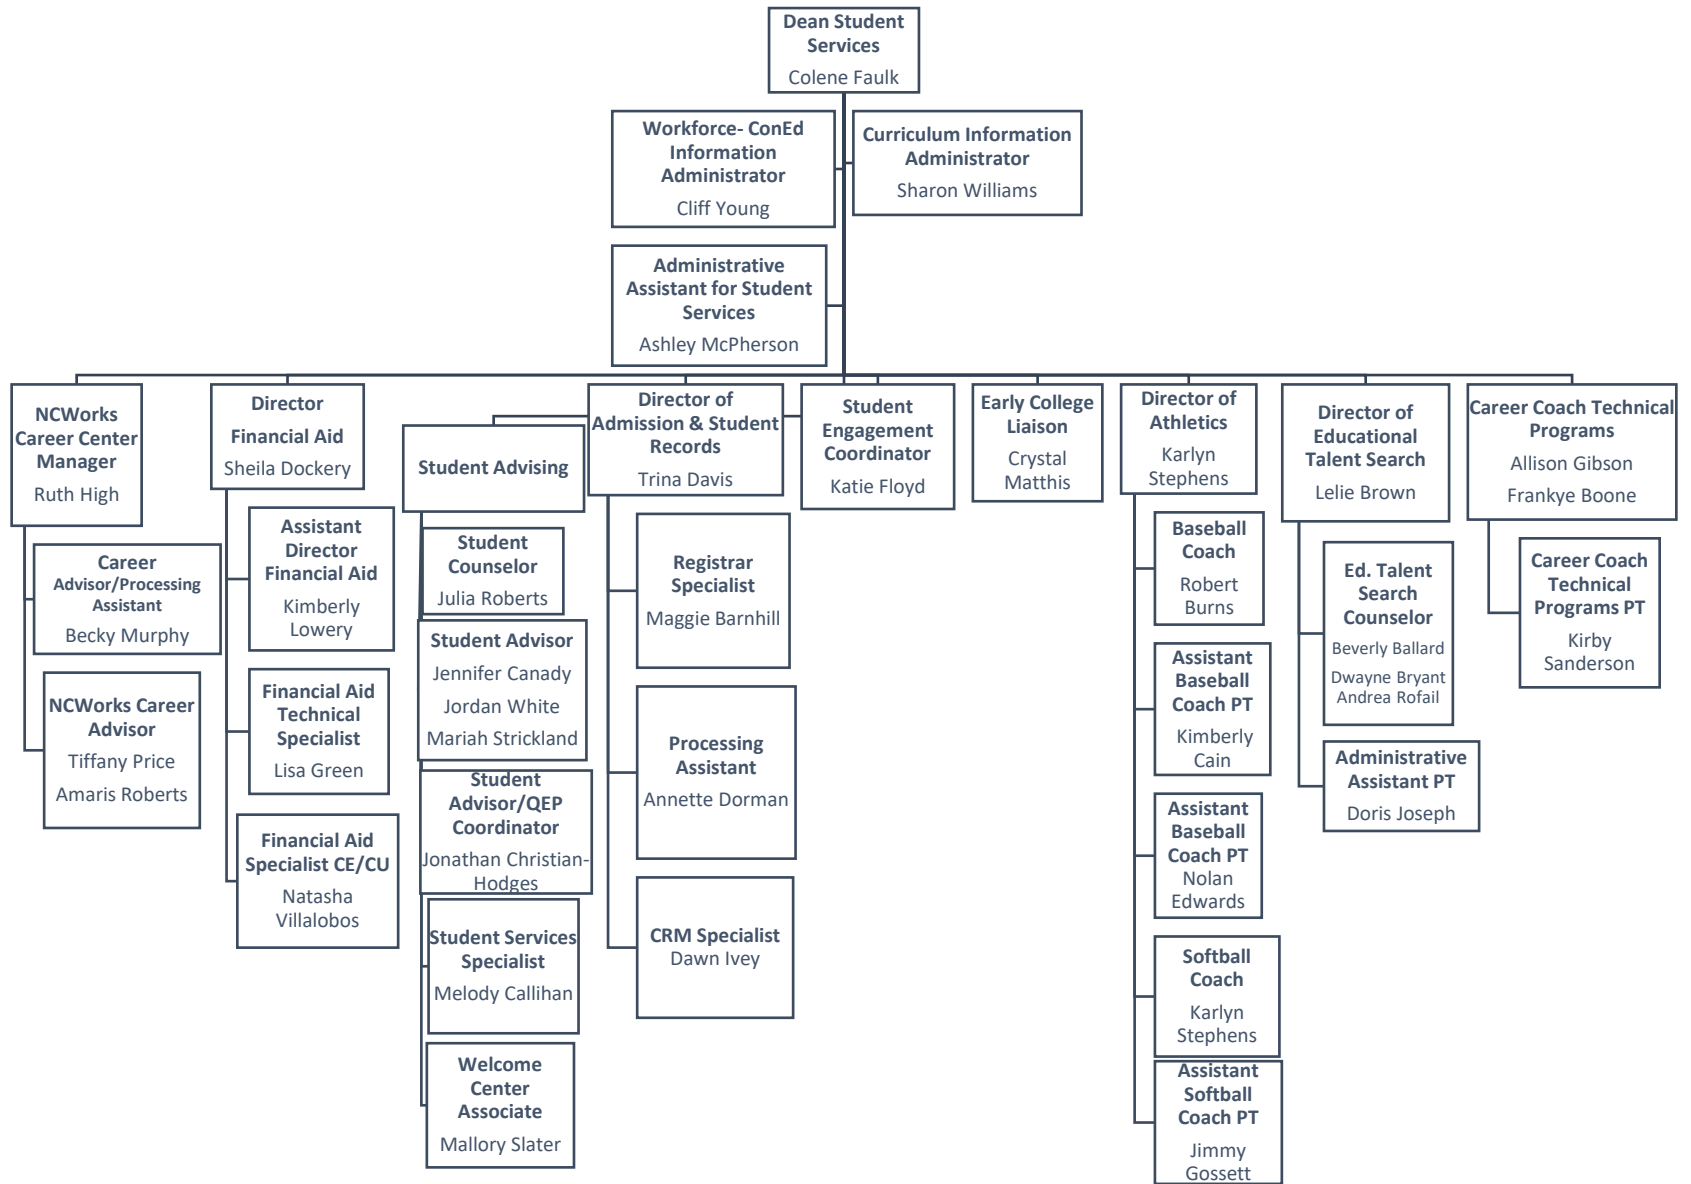 Dean Student
Services
Colene Faulk
Workforce- ConEd
Information
Administrator
Cliff Young
Curriculum Information
Administrator
Sharon Williams
Administrative
Assistant for Student
Services
Ashley McPherson
NCWorks
Career Center
Manager
Ruth High
Career
Advisor/Processing
Assistant
Becky Murphy
NCWorks Career
Advisor
Tiffany Price
Amaris Roberts
Director
Financial Aid
Sheila Dockery
Assistant
Director
Financial Aid
Kimberly
Lowery
Financial Aid
Technical
Specialist
Lisa Green
Financial Aid
Specialist CE/CU
Natasha
Villalobos
Student Advising
Student
Counselor
Julia Roberts
Student Advisor
Jennifer Canady
Jordan White
Mariah Strickland
Student
Advisor/QEP
Coordinator
Jonathan Christian-
Hodges
Student Services
Specialist
Melody Callihan
Welcome
Center
Associate
Mallory Slater
Director of
Admission & Student
Records
Trina Davis
Registrar
Specialist
Maggie Barnhill
Processing
Assistant
Annette Dorman
CRM Specialist
Dawn Ivey
Student
Engagement
Coordinator
Katie Floyd
Early College
Liaison
Crystal
Matthis
Director of
Athletics
Karlyn
Stephens
Baseball
Coach
Robert
Burns
Assistant
Baseball
Coach PT
Kimberly
Cain
Assistant
Baseball
Coach PT
Nolan
Edwards
Softball
Coach
Karlyn
Stephens
Assistant
Softball
Coach PT
Jimmy
Gossett
Director of
Educational
Talent Search
Lelie Brown
Ed. Talent
Search
Counselor
Beverly Ballard
Dwayne Bryant
Andrea Rofail
Administrative
Assistant PT
Doris Joseph
Career Coach Technical
Programs
Allison Gibson
Frankye Boone
Career Coach
Technical
Programs PT
Kirby
Sanderson